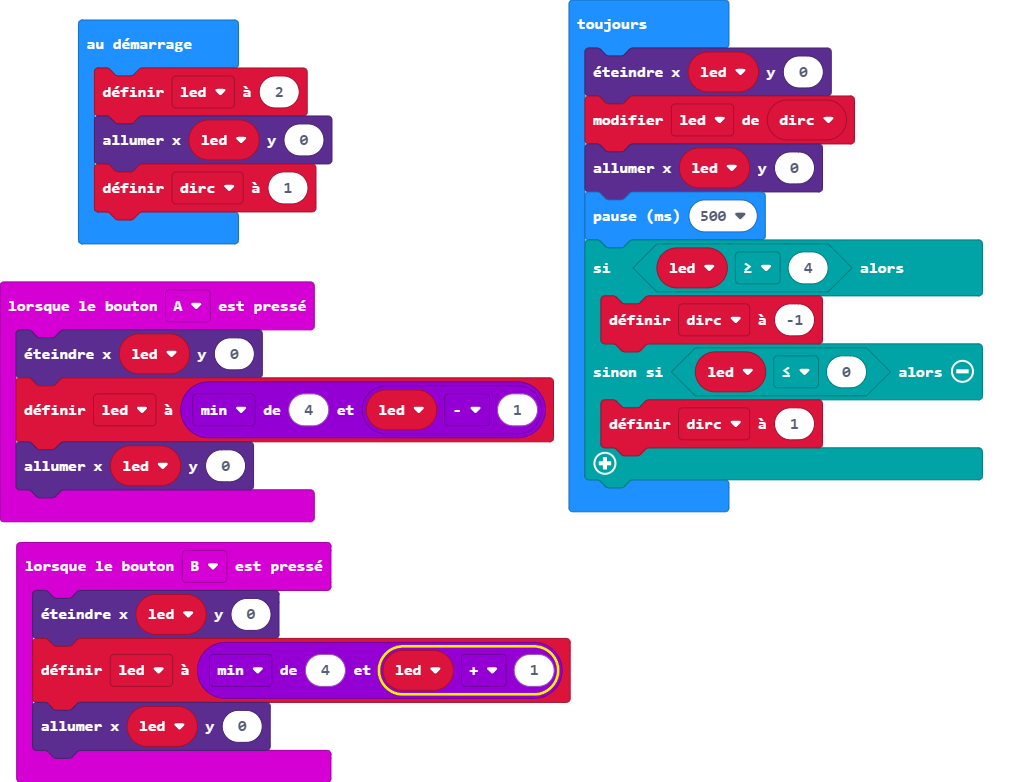 au démarrage
définir led à 2
allumer x led y 0
définir dirc à 1
lorsque le bouton A est pressé
éteindre x led y 0
définir led à min de 4 et led - 1
allumer x led y 0
lorsque le bouton B est pressé
éteindre x led y 0
définir led à min de 4 et led + 1
allumer x led y 0
toujours
éteindre x led y 0
modifier led de dirc
allumer x led y 0
pause (ms) 500
si led ≥ 4 alors
définir dirc à -1
sinon si led ≤ 0 alors
définir dirc à 1